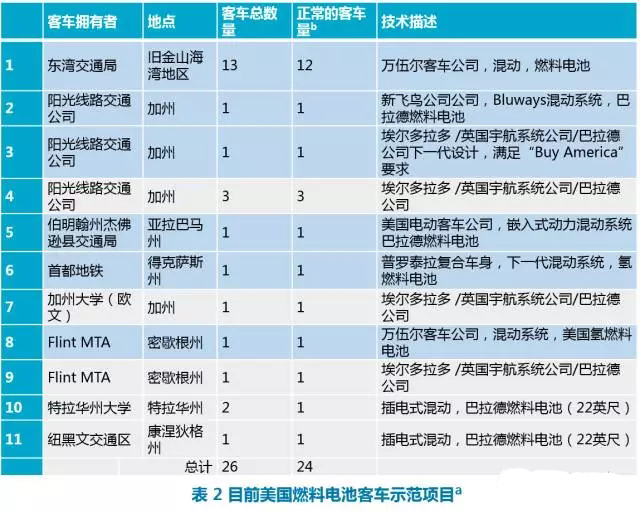 客车拥有者 地点 客车总数量 正常的客车量b 技术描述
1 东湾交通局 旧金山海湾地区 13 12 万伍尔客车公司，混动，燃料电池
2 阳光线路交通公司 加州 1 1 新飞鸟公司公司，Bluways混动系统，巴拉德燃料电池
3 阳光线路交通公司 加州 1 1 埃尔多拉多 /英国宇航系统公司/巴拉德公司下一代设计，满足“Buy America”要求
4 阳光线路交通公司 加州 3 3 埃尔多拉多 /英国宇航系统公司/巴拉德公司
5 伯明翰州杰佛逊县交通局 亚拉巴马州 1 1 美国电动客车公司，嵌入式动力混动系统巴拉德燃料电池
6 首都地铁 得克萨斯州 1 1 普罗泰拉复合车身，下一代混动系统，氢燃料电池
7 加州大学（欧文） 加州 1 1 埃尔多拉多 /英国宇航系统公司/巴拉德公司
8 Flint MTA 密歇根州 1 1 万伍尔客车公司，混动系统，美国氢燃料电池
9 Flint MTA 密歇根州 1 1 埃尔多拉多 /英国宇航系统公司/巴拉德公司
10 特拉华州大学 特拉华州 2 1 插电式混动，巴拉德燃料电池（22英尺）
11 纽黑文交通区 康涅狄格州 1 1 插电式混动，巴拉德燃料电池（22英尺）
总计 26 24
表 2 目前美国燃料电池客车示范项目a